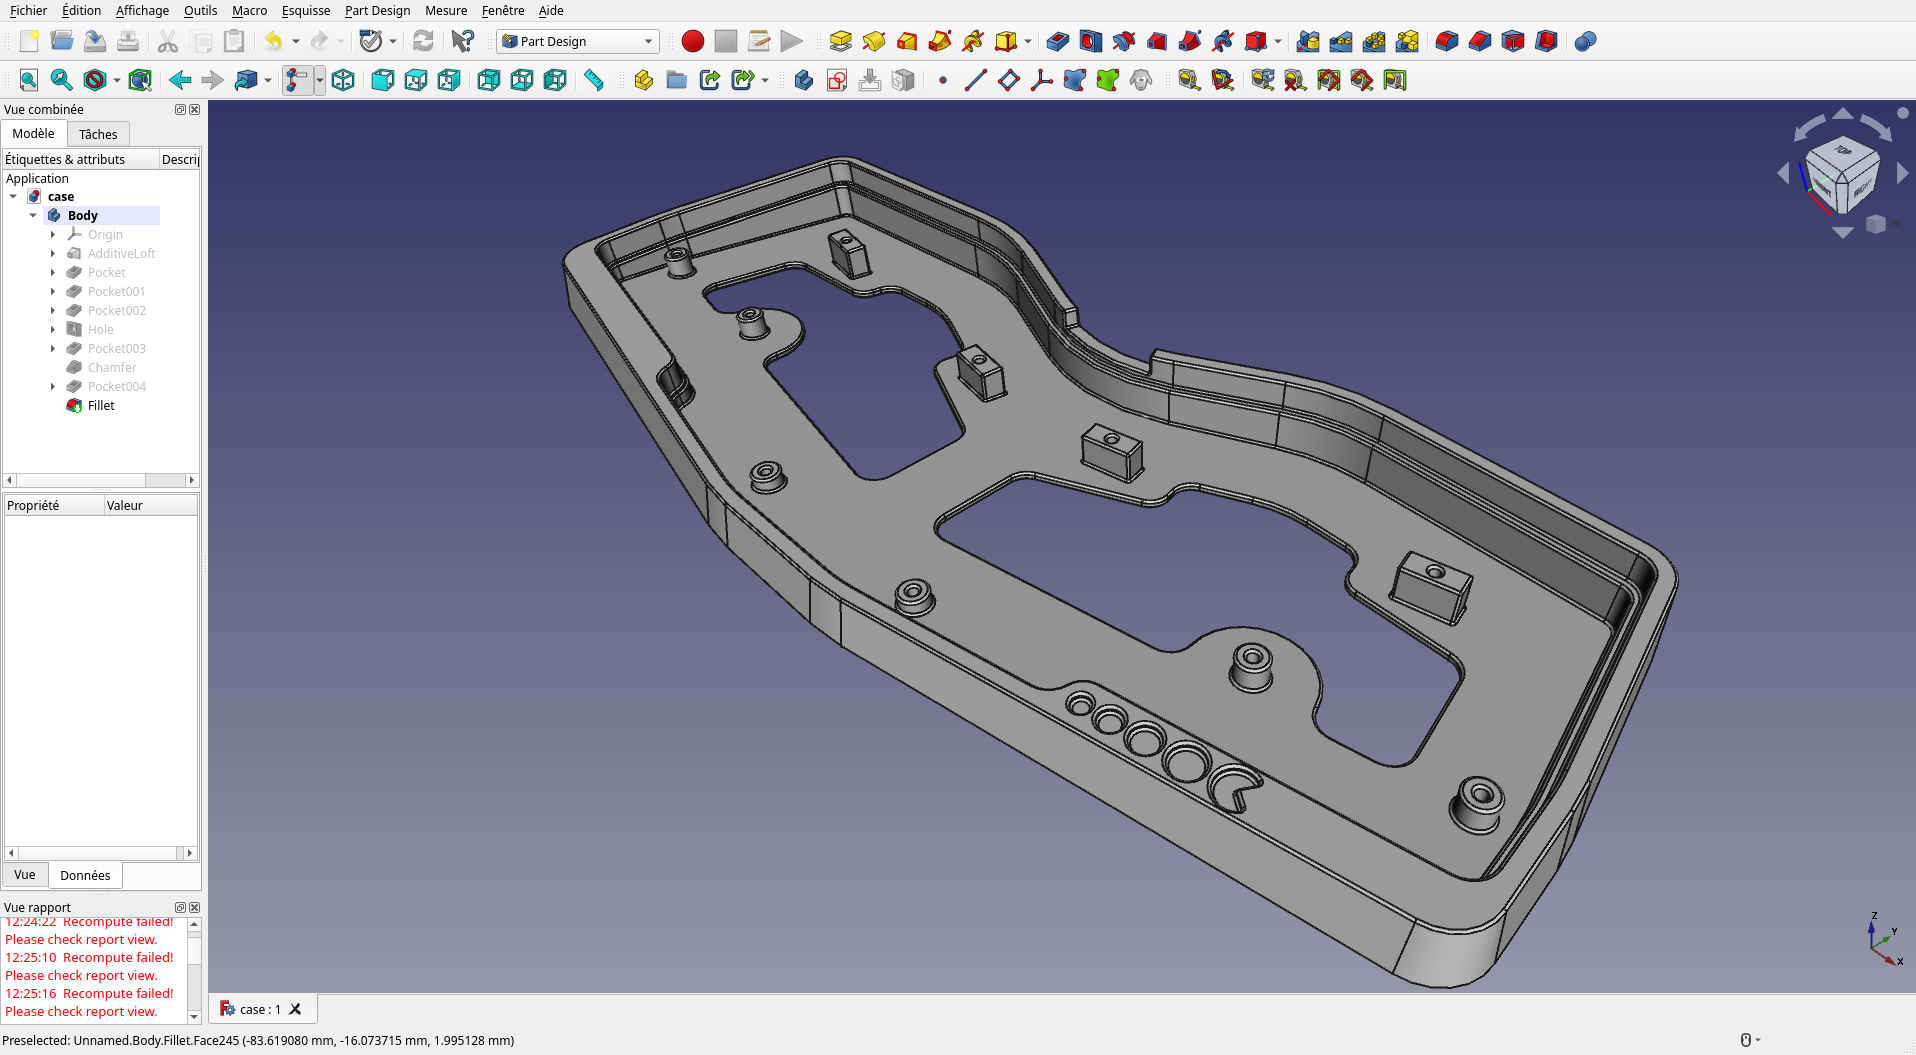 Fichier Édition Affichage Outils Macro Esquisse Part Design Mesure Fenêtre Aide
Part Design
Vue combinée
Modèle Tâches
Étiquettes & attributs Descri
Application
case
Body
Origin
AdditiveLoft
Pocket
Pocket001
Pocket002
Hole
Pocket003
Chamfer
Pocket004
Fillet
Propriété Valeur
Vue Données
Vue rapport
12:24:22 Recompute failed!
Please check report view.
12:25:10 Recompute failed!
Please check report view.
12:25:16 Recompute failed!
Please check report view.
TOP
FRONT RIGHT
Z
Y
X
case : 1
Preselected: Unnamed.Body.Fillet.Face245 (-83.619080 mm, -16.073715 mm, 1.995128 mm)